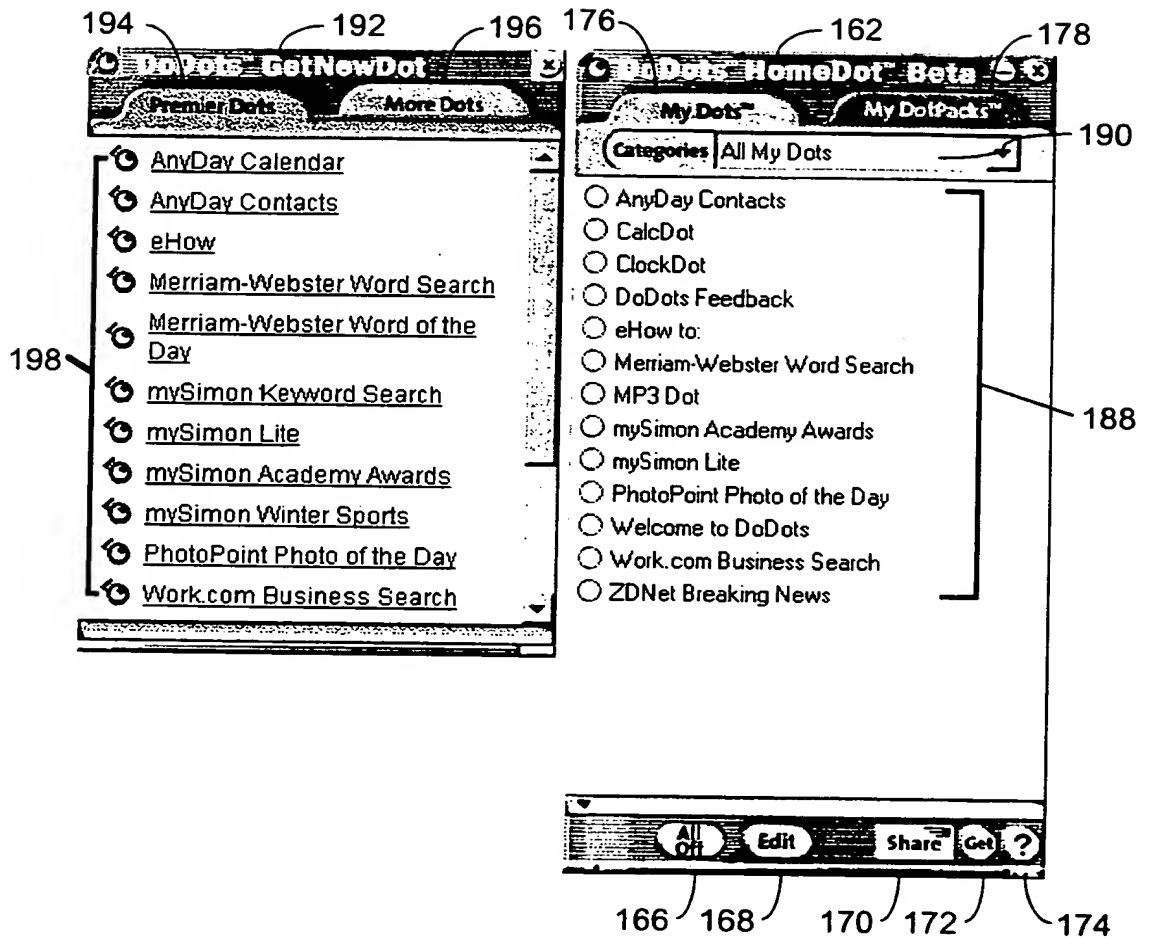 194 192 196
DoDots™ GetNewDot
Premier Dots More Dots
AnyDay Calendar
AnyDay Contacts
eHow
Merriam-Webster Word Search
Merriam-Webster Word of the
Day
mySimon Keyword Search
mySimon Lite
mySimon Academy Awards
mySimon Winter Sports
PhotoPoint Photo of the Day
Work.com Business Search
198
176 162 178
DoDots HomeDot™ Beta
My Dots™ My DotPacks™
Categories All My Dots
190
AnyDay Contacts
CalcDot
ClockDot
DoDots Feedback
eHow to:
Merriam-Webster Word Search
MP3 Dot
mySimon Academy Awards
mySimon Lite
PhotoPoint Photo of the Day
Welcome to DoDots
Work.com Business Search
ZDNet Breaking News
188
All
Off
Edit Share Get ?
166 168 170 172 174